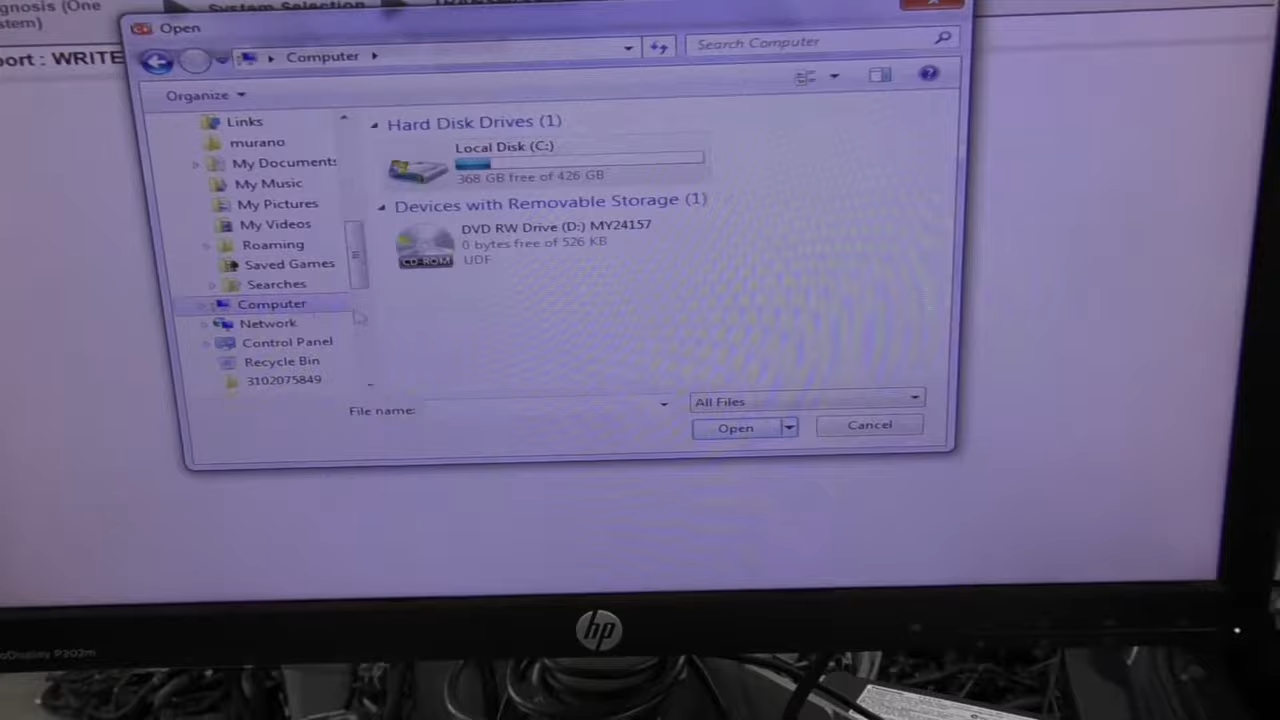 gnosis (One
stem)
System Selection
port : WRITE
Open
Computer
Search Computer
Organize
Links
murano
My Documents
My Music
My Pictures
My Videos
Roaming
Saved Games
Searches
Computer
Network
Control Panel
Recycle Bin
3102075849
Hard Disk Drives (1)
Local Disk (C:)
368 GB free of 426 GB
Devices with Removable Storage (1)
DVD RW Drive (D:) MY24157
0 bytes free of 526 KB
UDF
CD-ROM
File name:
All Files
Open
Cancel
hp
Display P202m